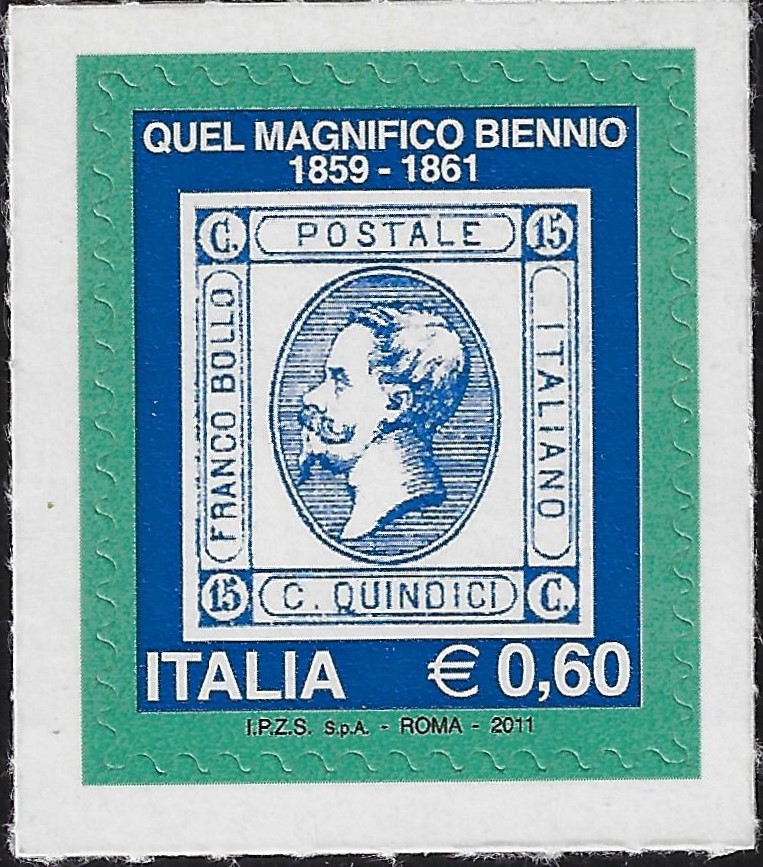 QUEL MAGNIFICO BIENNIO
1859 - 1861
C. POSTALE 15
FRANCO BOLLO
ITALIANO
15 C. QUINDICI C.
ITALIA € 0,60
I.P.Z.S. S.p.A. - ROMA - 2011